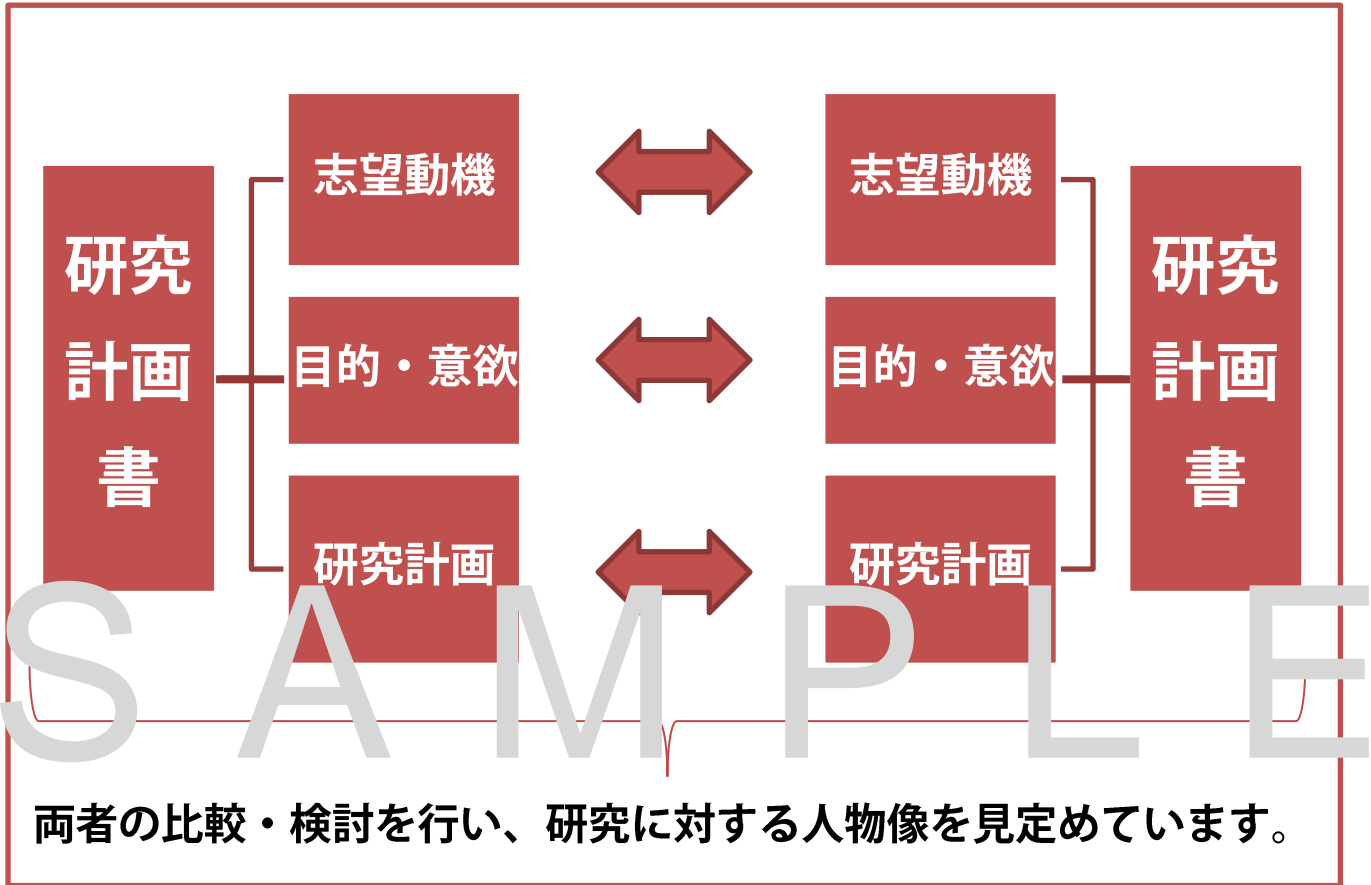 志望動機
志望動機
研究
計画
書
目的・意欲
目的・意欲
研究
計画
書
研究計画
研究計画
SAMPLE
両者の比較・検討を行い、研究に対する人物像を見定めています。